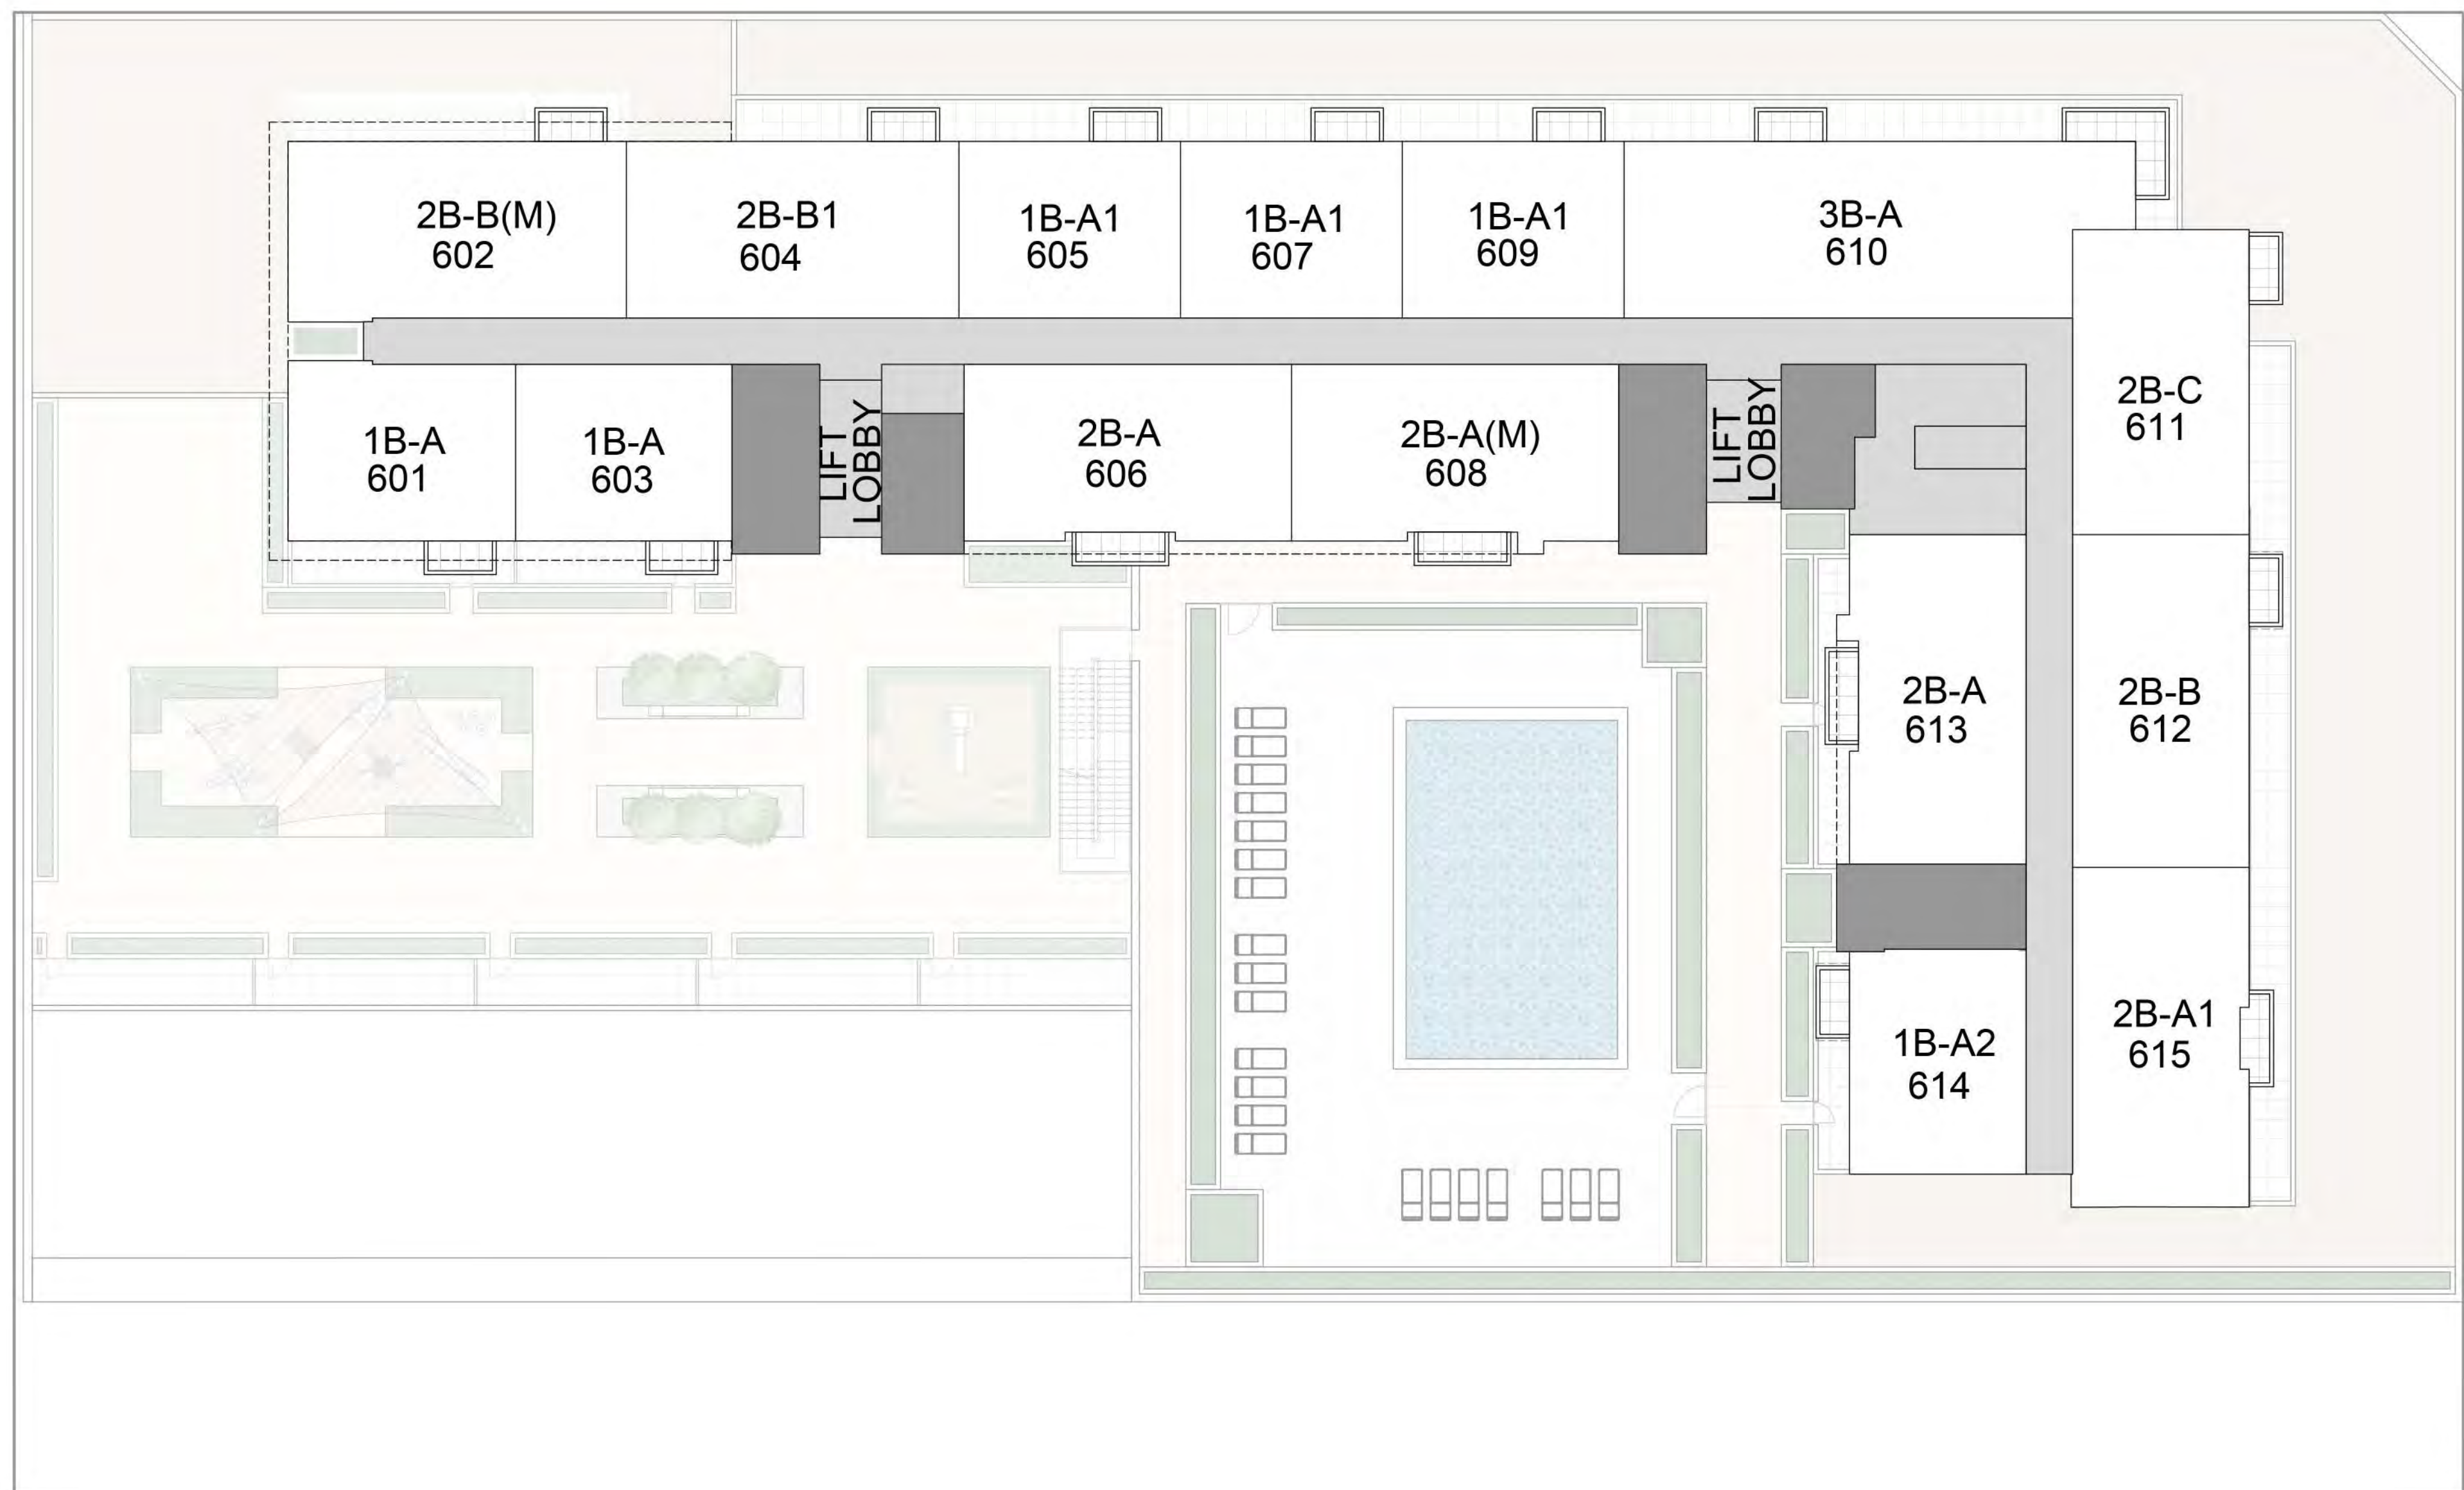 2B-B(M)
602
2B-B1
604
1B-A1
605
1B-A1
607
1B-A1
609
3B-A
610
1B-A
601
1B-A
603
LIFT
LOBBY
2B-A
606
2B-A(M)
608
LIFT
LOBBY
2B-C
611
2B-A
613
2B-B
612
1B-A2
614
2B-A1
615